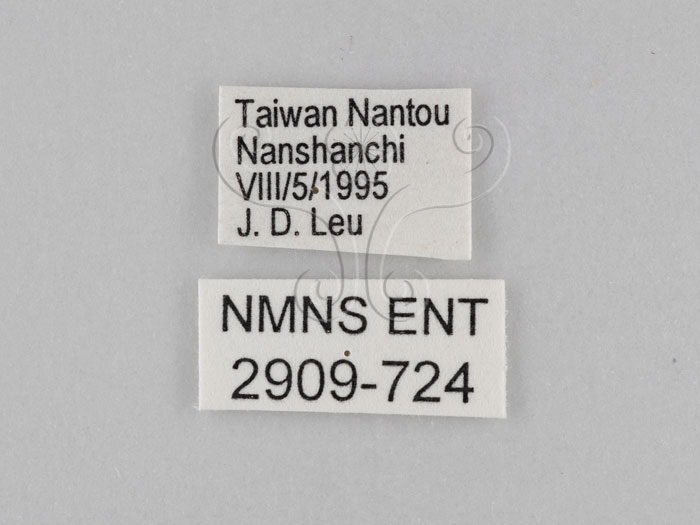 Taiwan Nantou
Nanshanchi
VIII/5/1995
J. D. Leu
NMNS ENT
2909-724